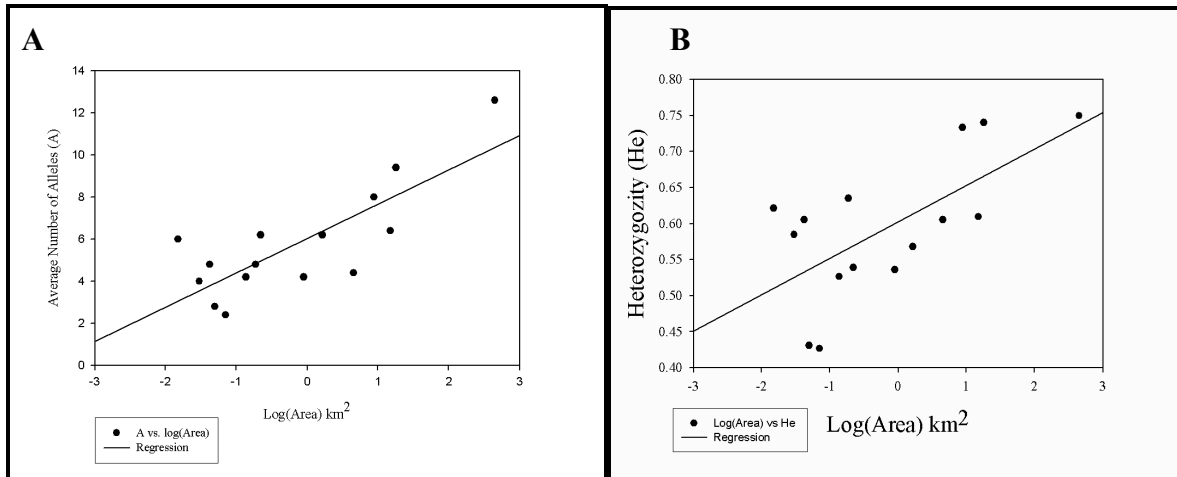 A
14
12
10
8
6
4
2
0
Average Number of Alleles (A)
-3 -2 -1 0 1 2 3
Log(Area) km²
A vs. log(Area)
Regression
B
0.80
0.75
0.70
0.65
0.60
0.55
0.50
0.45
0.40
Heterozygozity (He)
-3 -2 -1 0 1 2 3
Log(Area) km²
Log(Area) vs He
Regression